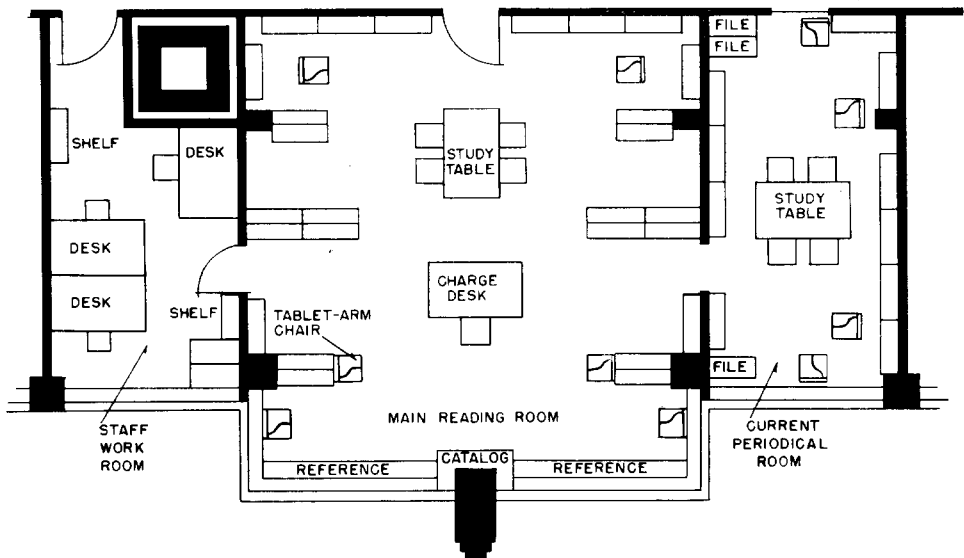 FILE
FILE
SHELF
DESK
STUDY
TABLE
STUDY
TABLE
DESK
DESK
CHARGE
DESK
SHELF
TABLET-ARM
CHAIR
FILE
MAIN READING ROOM
STAFF
WORK
ROOM
CURRENT
PERIODICAL
ROOM
REFERENCE
CATALOG
REFERENCE